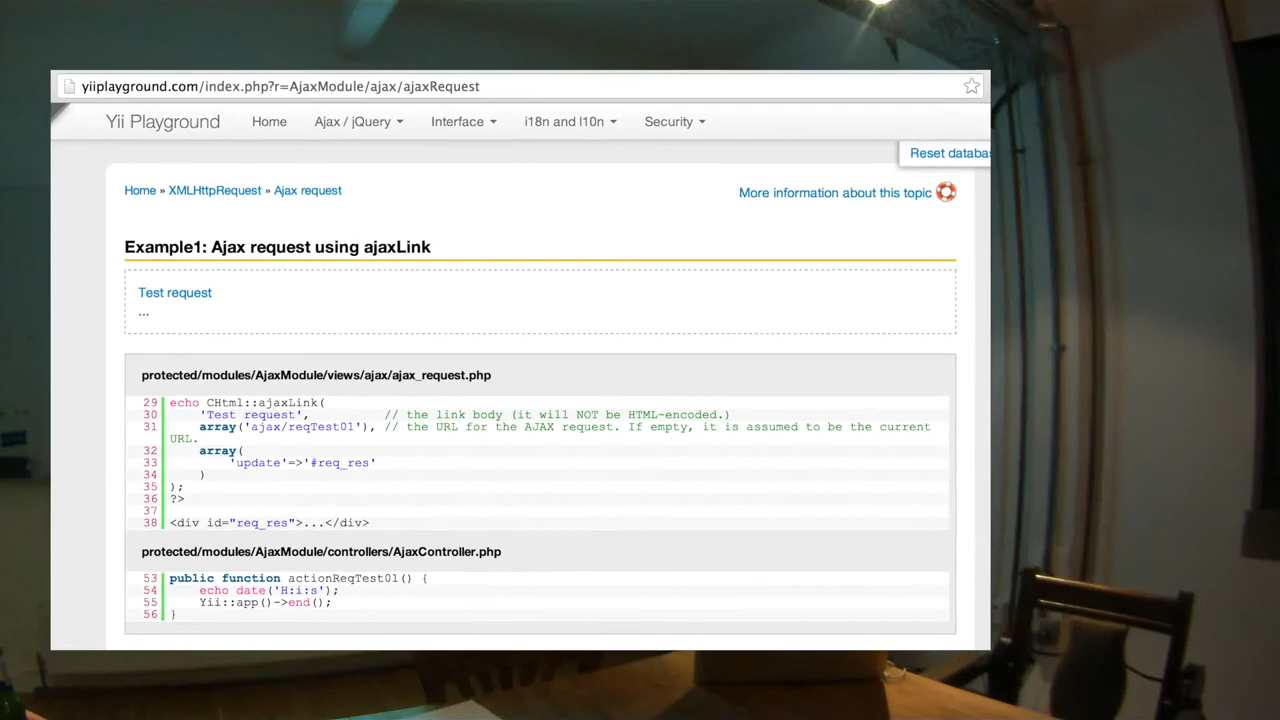 yiiplayground.com/index.php?r=AjaxModule/ajax/ajaxRequest
Yii Playground Home Ajax / jQuery Interface i18n and l10n Security
Reset databas
Home » XMLHttpRequest » Ajax request
More information about this topic
Example1: Ajax request using ajaxLink
Test request
...
protected/modules/AjaxModule/views/ajax/ajax_request.php
29 echo CHtml::ajaxLink(
30 'Test request', // the link body (it will NOT be HTML-encoded.)
31 array('ajax/reqTest01'), // the URL for the AJAX request. If empty, it is assumed to be the current
URL.
32 array(
33 'update'=>'#req_res'
34 )
35 );
36 ?>
37
38 <div id="req_res">...</div>
protected/modules/AjaxModule/controllers/AjaxController.php
53 public function actionReqTest01() {
54 echo date('H:i:s');
55 Yii::app()->end();
56 }